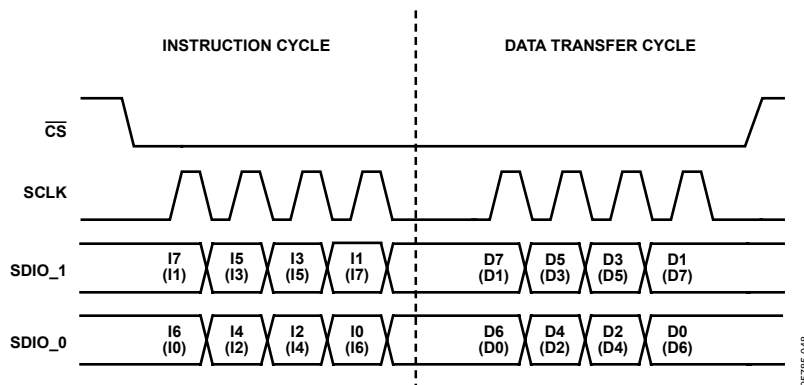 INSTRUCTION CYCLE DATA TRANSFER CYCLE
CS
SCLK
SDIO_1
I7 I5 I3 I1 D7 D5 D3 D1
(I1) (I3) (I5) (I7) (D1) (D3) (D5) (D7)
SDIO_0
I6 I4 I2 I0 D6 D4 D2 D0
(I0) (I2) (I4) (I6) (D0) (D2) (D4) (D6)